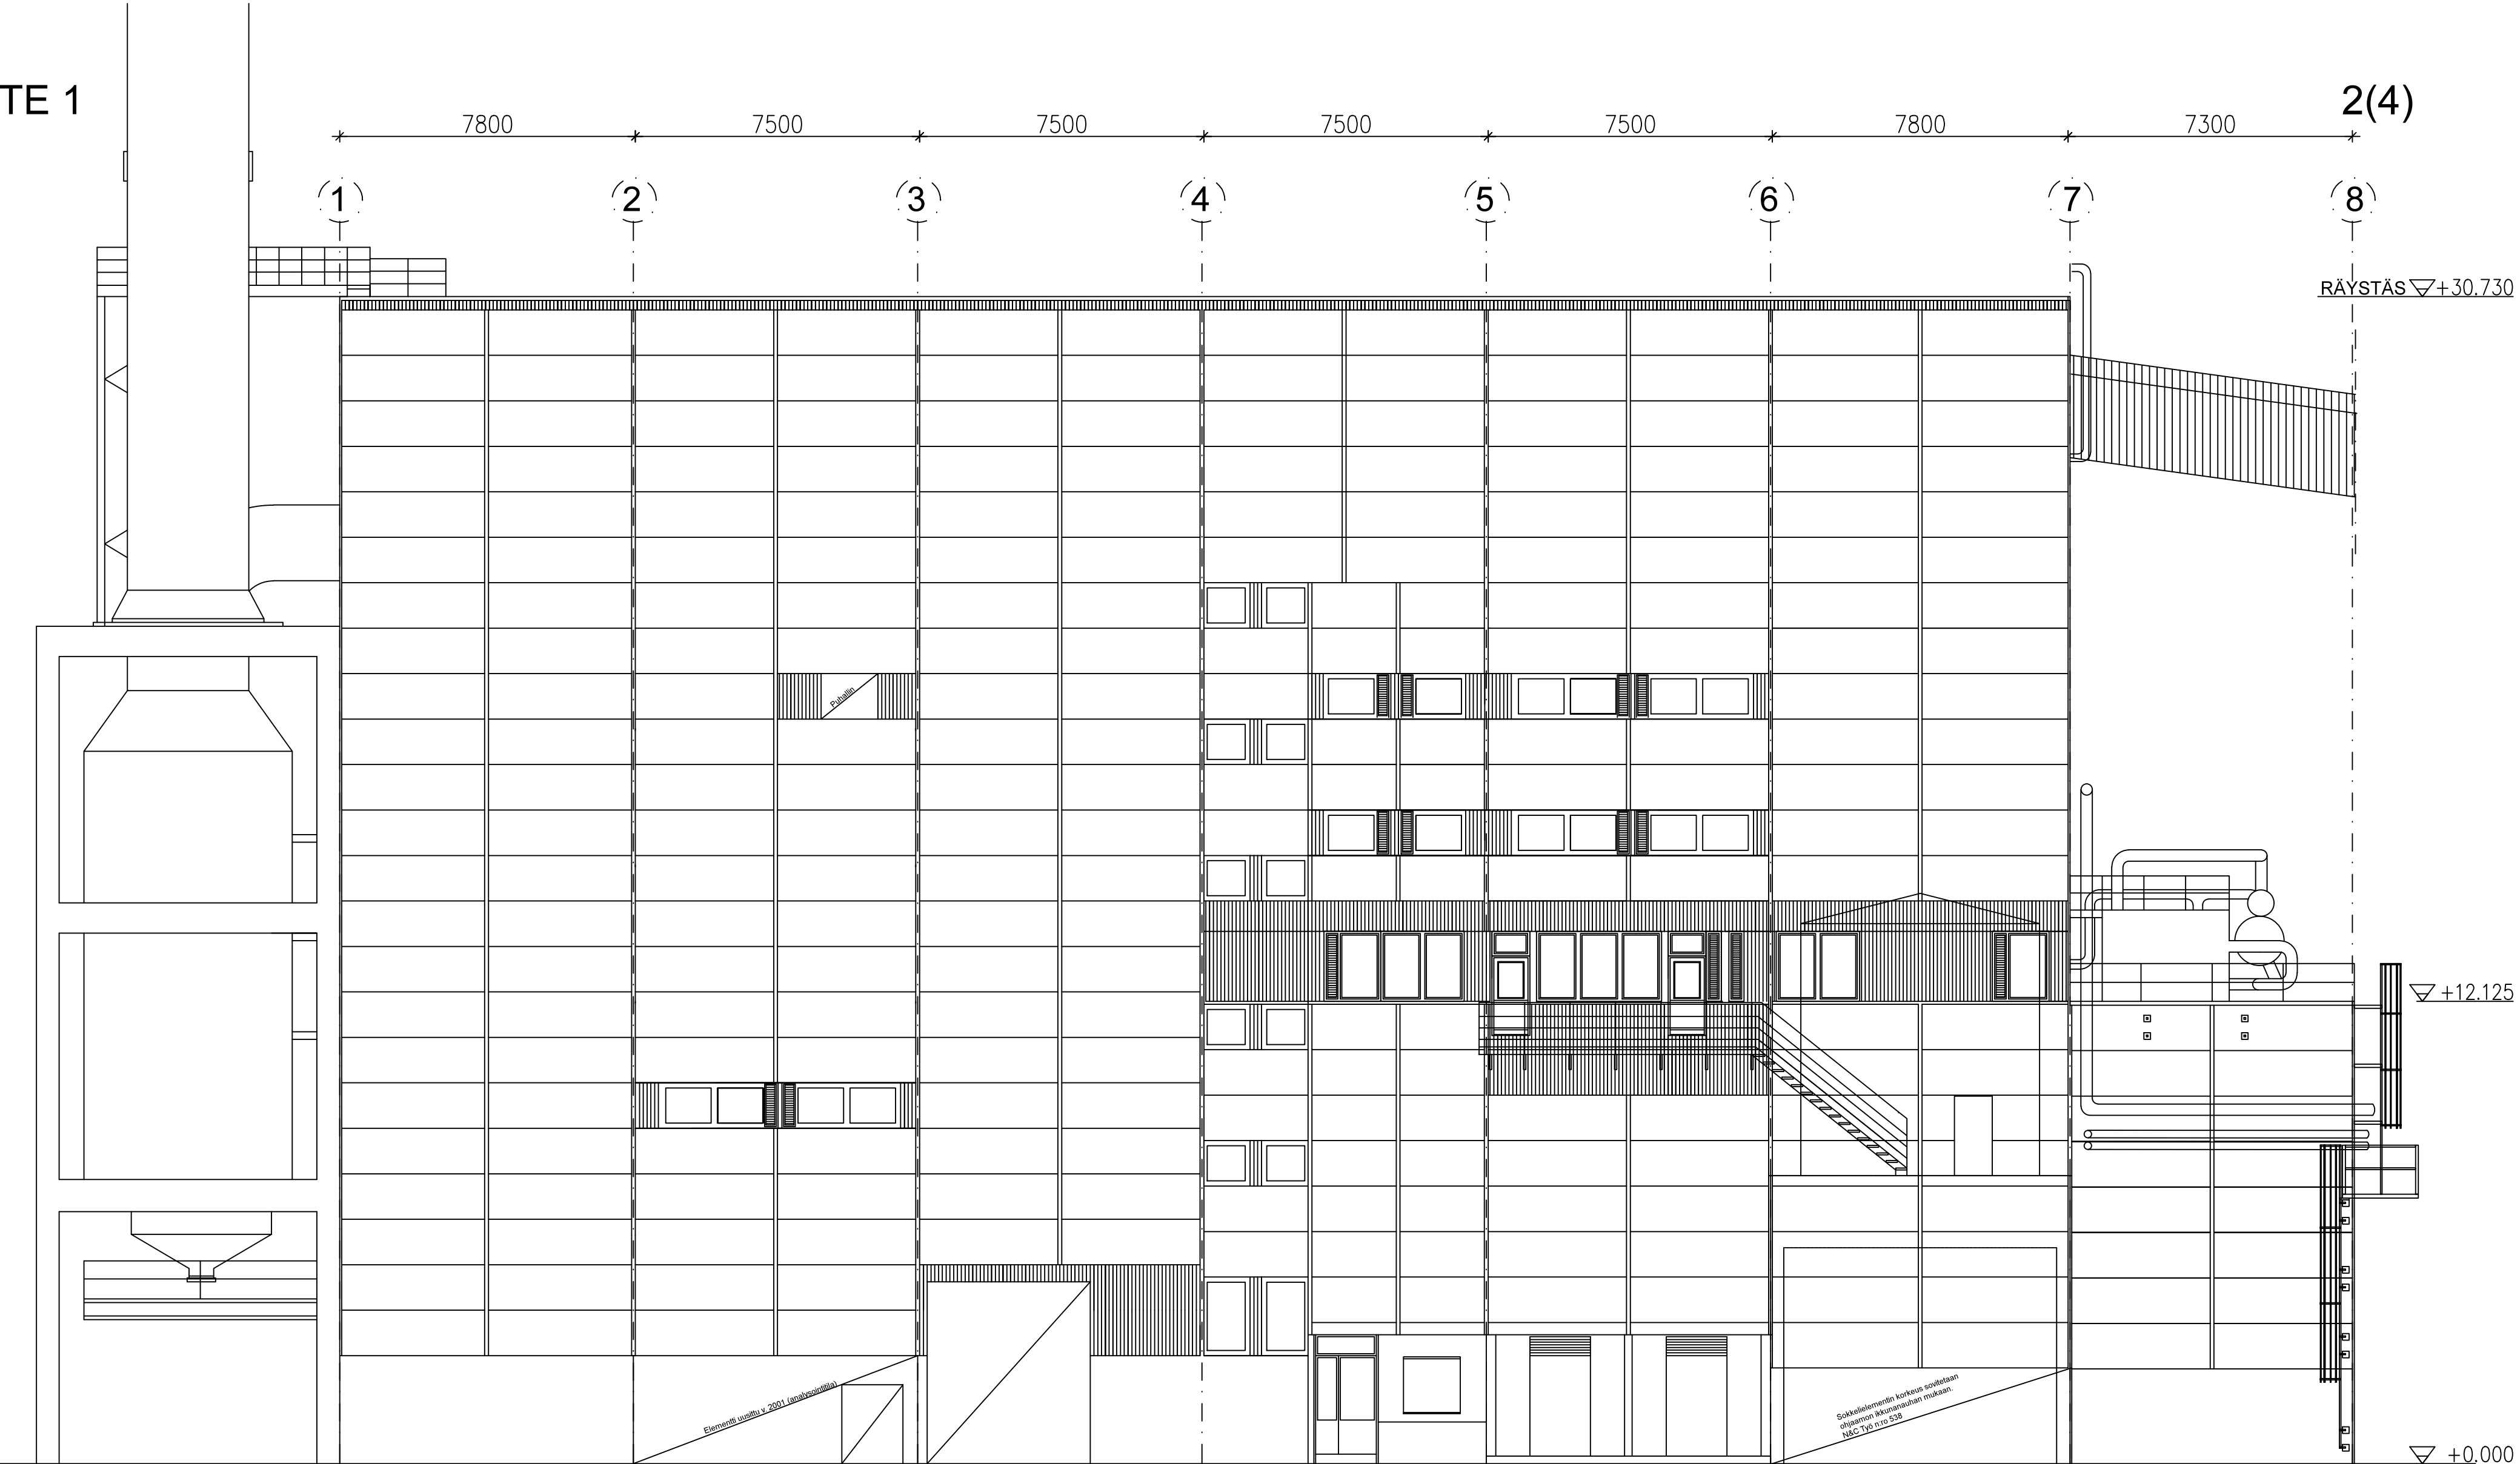 TE 1
2(4)
7800 7500 7500 7500 7500 7800 7300
1 2 3 4 5 6 7 8
RÄYSTÄS +30.730
Puhallin
+12.125
Elementti uusittu v. 2001 (analysointitila)
Sokkelielementin korkeus sovitetaan
ohjaamon ikkunanauhan mukaan.
N&C Työ n:ro 538
+0.000